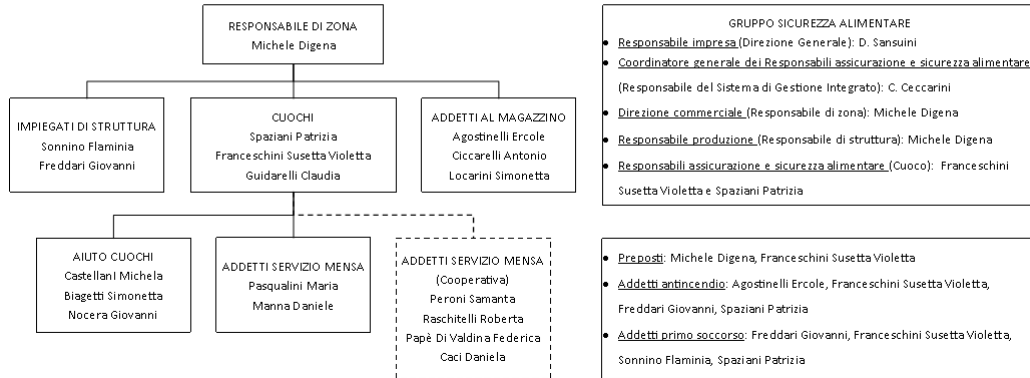 RESPONSABILE DI ZONA
Michele Digena
IMPIEGATI DI STRUTTURA
Sonnino Flaminia
Freddari Giovanni
CUOCHI
Spaziani Patrizia
Franceschini Susetta Violetta
Guidarelli Claudia
ADDETTI AL MAGAZZINO
Agostinelli Ercole
Ciccarelli Antonio
Locarini Simonetta
AIUTO CUOCHI
CastellanI Michela
Biagetti Simonetta
Nocera Giovanni
ADDETTI SERVIZIO MENSA
Pasqualini Maria
Manna Daniele
ADDETTI SERVIZIO MENSA
(Cooperativa)
Peroni Samanta
Raschitelli Roberta
Papè Di Valdina Federica
Caci Daniela
GRUPPO SICUREZZA ALIMENTARE
• Responsabile impresa (Direzione Generale): D. Sansuini
• Coordinatore generale dei Responsabili assicurazione e sicurezza alimentare
(Responsabile del Sistema di Gestione Integrato): C. Ceccarini
• Direzione commerciale (Responsabile di zona): Michele Digena
• Responsabile produzione (Responsabile di struttura): Michele Digena
• Responsabili assicurazione e sicurezza alimentare (Cuoco): Franceschini
Susetta Violetta e Spaziani Patrizia
• Preposti: Michele Digena, Franceschini Susetta Violetta
• Addetti antincendio: Agostinelli Ercole, Franceschini Susetta Violetta,
Freddari Giovanni, Spaziani Patrizia
• Addetti primo soccorso: Freddari Giovanni, Franceschini Susetta Violetta,
Sonnino Flaminia, Spaziani Patrizia